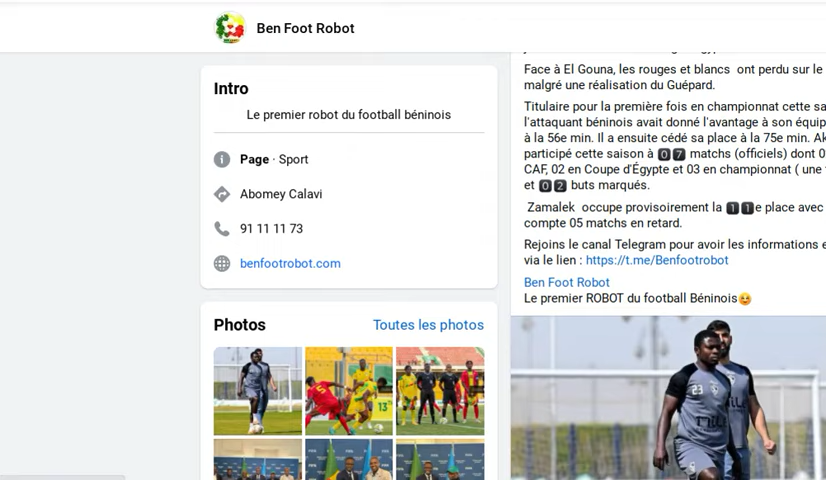 Ben Foot Robot
Intro
Le premier robot du football béninois
Page · Sport
Abomey Calavi
91 11 11 73
benfootrobot.com
Photos
Toutes les photos
Face à El Gouna, les rouges et blancs ont perdu sur le
malgré une réalisation du Guépard.
Titulaire pour la première fois en championnat cette sa
l'attaquant béninois avait donné l'avantage à son équip
à la 56e min. Il a ensuite cédé sa place à la 75e min. Ak
participé cette saison à 07 matchs (officiels) dont 0
CAF, 02 en Coupe d'Égypte et 03 en championnat ( une
et 02 buts marqués.
Zamalek occupe provisoirement la 11e place avec
compte 05 matchs en retard.
Rejoins le canal Telegram pour avoir les informations e
via le lien : https://t.me/Benfootrobot
Ben Foot Robot
Le premier ROBOT du football Béninois😊
23